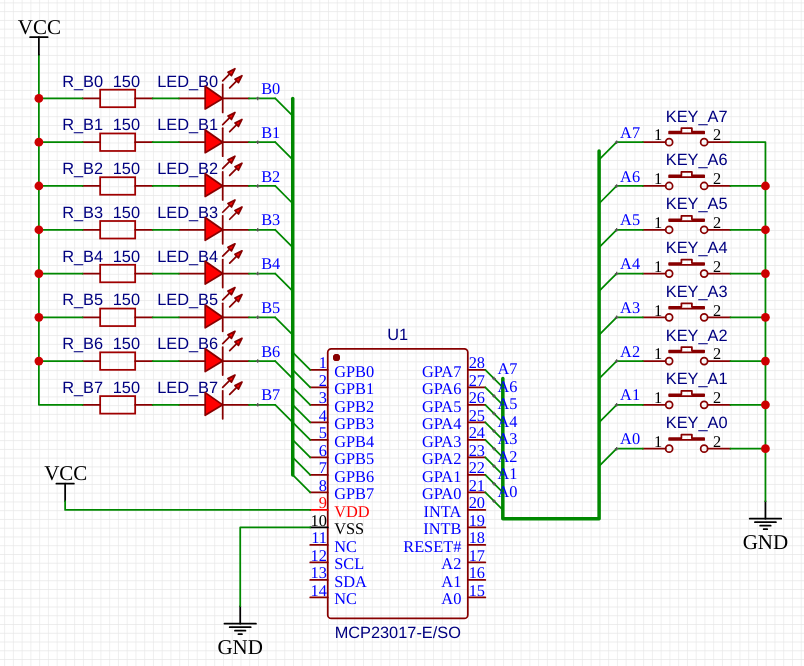 VCC
R_B0 150 LED_B0 B0
R_B1 150 LED_B1 B1
R_B2 150 LED_B2 B2
R_B3 150 LED_B3 B3
R_B4 150 LED_B4 B4
R_B5 150 LED_B5 B5
R_B6 150 LED_B6 B6
R_B7 150 LED_B7 B7
KEY_A7
A7 1 2
KEY_A6
A6 1 2
KEY_A5
A5 1 2
KEY_A4
A4 1 2
KEY_A3
A3 1 2
KEY_A2
A2 1 2
KEY_A1
A1 1 2
KEY_A0
A0 1 2
GND
VCC
GND
U1
1 GPB0 GPA7 28 A7
2 GPB1 GPA6 27 A6
3 GPB2 GPA5 26 A5
4 GPB3 GPA4 25 A4
5 GPB4 GPA3 24 A3
6 GPB5 GPA2 23 A2
7 GPB6 GPA1 22 A1
8 GPB7 GPA0 21 A0
9 VDD INTA 20
10 VSS INTB 19
11 NC RESET# 18
12 SCL A2 17
13 SDA A1 16
14 NC A0 15
MCP23017-E/SO